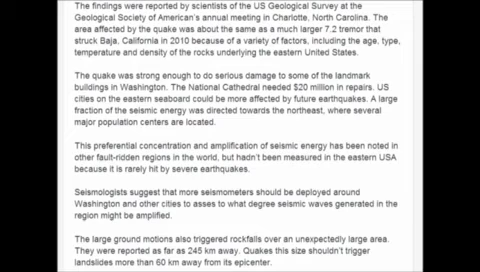 The findings were reported by scientists of the US Geological Survey at the
Geological Society of American's annual meeting in Charlotte, North Carolina. The
area affected by the quake was about the same as a much larger 7.2 tremor that
struck Baja, California in 2010 because of a variety of factors, including the age, type,
temperature and density of the rocks underlying the eastern United States.
The quake was strong enough to do serious damage to some of the landmark
buildings in Washington. The National Cathedral needed $20 million in repairs. US
cities on the eastern seaboard could be more affected by future earthquakes. A large
fraction of the seismic energy was directed towards the northeast, where several
major population centers are located.
This preferential concentration and amplification of seismic energy has been noted in
other fault-ridden regions in the world, but hadn't been measured in the eastern USA
because it is rarely hit by severe earthquakes.
Seismologists suggest that more seismometers should be deployed around
Washington and other cities to asses to what degree seismic waves generated in the
region might be amplified.
The large ground motions also triggered rockfalls over an unexpectedly large area.
They were reported as far as 245 km away. Quakes this size shouldn't trigger
landslides more than 60 km away from its epicenter.